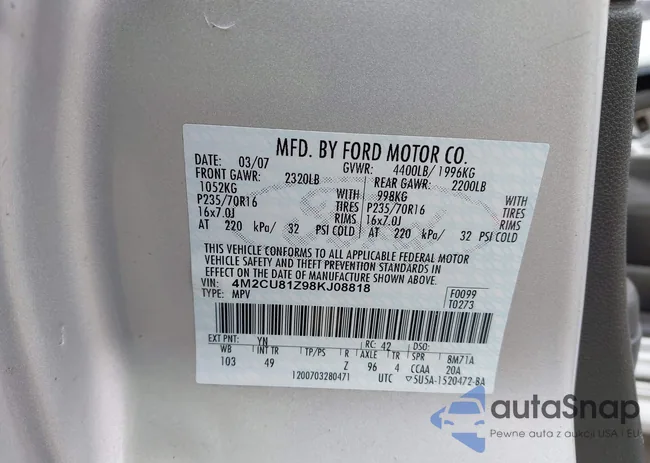 MFD. BY FORD MOTOR CO.
DATE: 03/07 GVWR: 4400LB/ 1996KG
FRONT GAWR: 2320LB REAR GAWR: 2200LB
1052KG WITH 998KG WITH
P235/70R16 TIRES P235/70R16 TIRES
16x7.0J RIMS 16x7.0J RIMS
AT 220 kPa/ 32 PSI COLD AT 220 kPa/ 32 PSI COLD
THIS VEHICLE CONFORMS TO ALL APPLICABLE FEDERAL MOTOR
VEHICLE SAFETY AND THEFT PREVENTION STANDARDS IN
EFFECT ON THE DATE OF MANUFACTURE SHOWN ABOVE.
VIN: 4M2CU81Z98KJ08818 F0099
TYPE: MPV T0273
EXT PNT: YN RC: 42 DSO:
WB INT TR TP/PS R AXLE TR SPR 8M71A
103 49 Z 96 4 CCAA 20A
1200703280471 UTC 5U5A-1520472-BA
autaSnap
Pewne auta z aukcji USA i EU